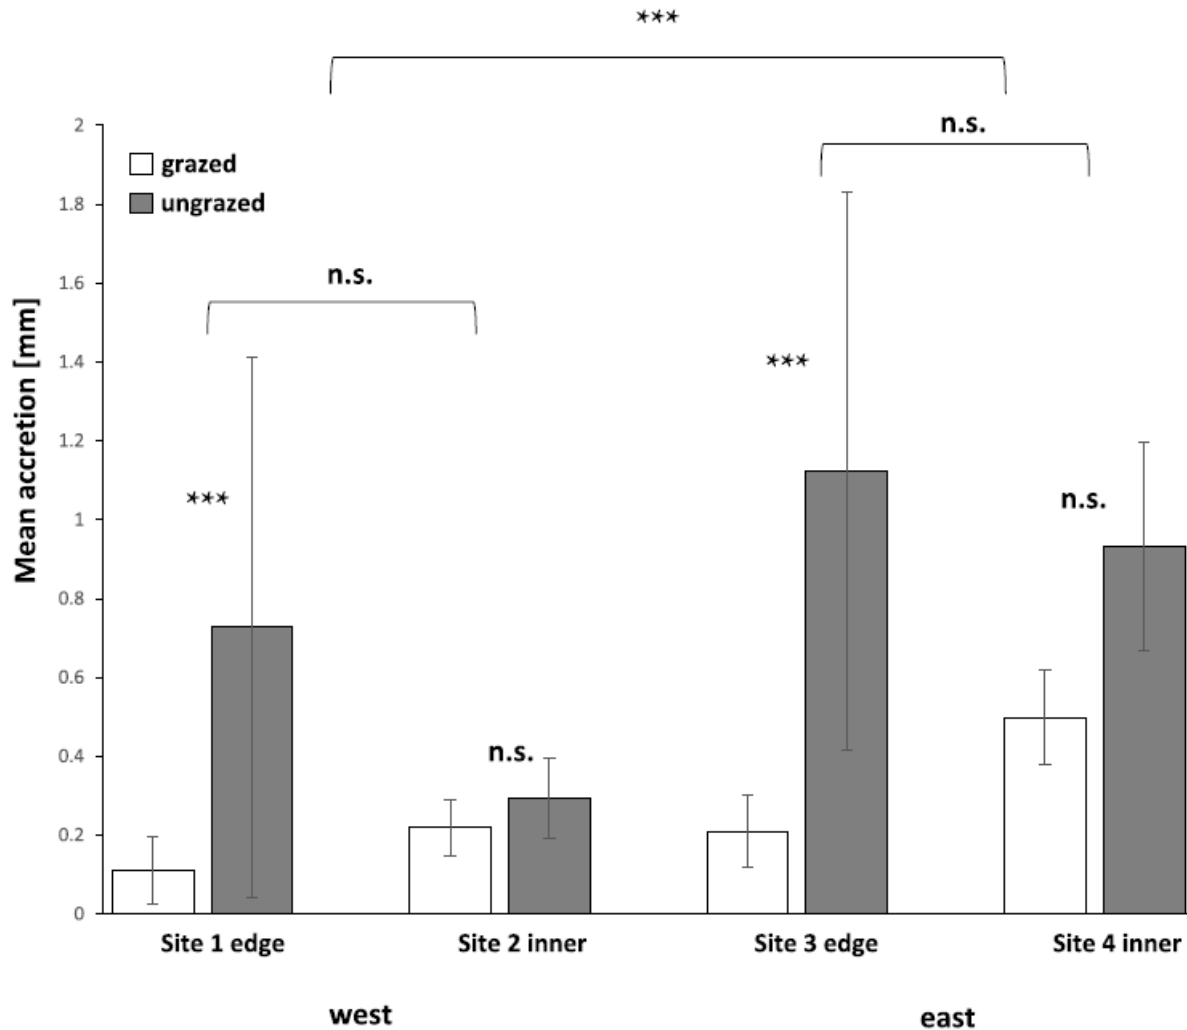 ***
n.s.
2
grazed
1.8
ungrazed
1.6
n.s.
1.4
***
1.2
n.s.
1
***
0.8
n.s.
0.6
0.4
0.2
0
Mean accretion [mm]
Site 1 edge Site 2 inner Site 3 edge Site 4 inner
west east